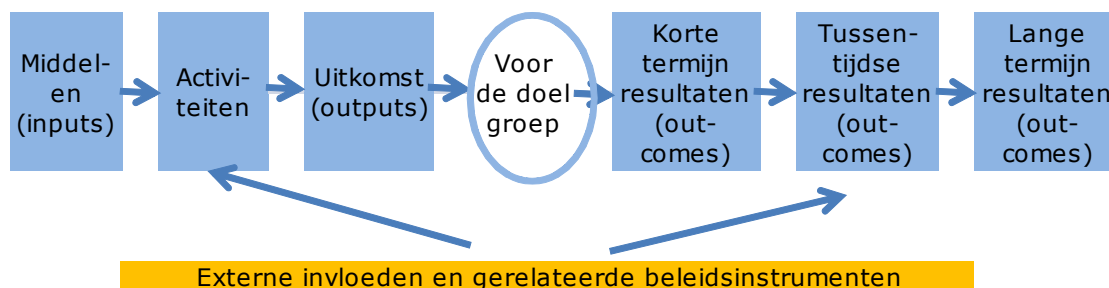 Middel-
en
(inputs)
Activi-
teiten
Uitkomst
(outputs)
Voor
de doel
groep
Korte
termijn
resultaten
(out-
comes)
Tussen-
tijdse
resultaten
(out-
comes)
Lange
termijn
resultaten
(out-
comes)
Externe invloeden en gerelateerde beleidsinstrumenten